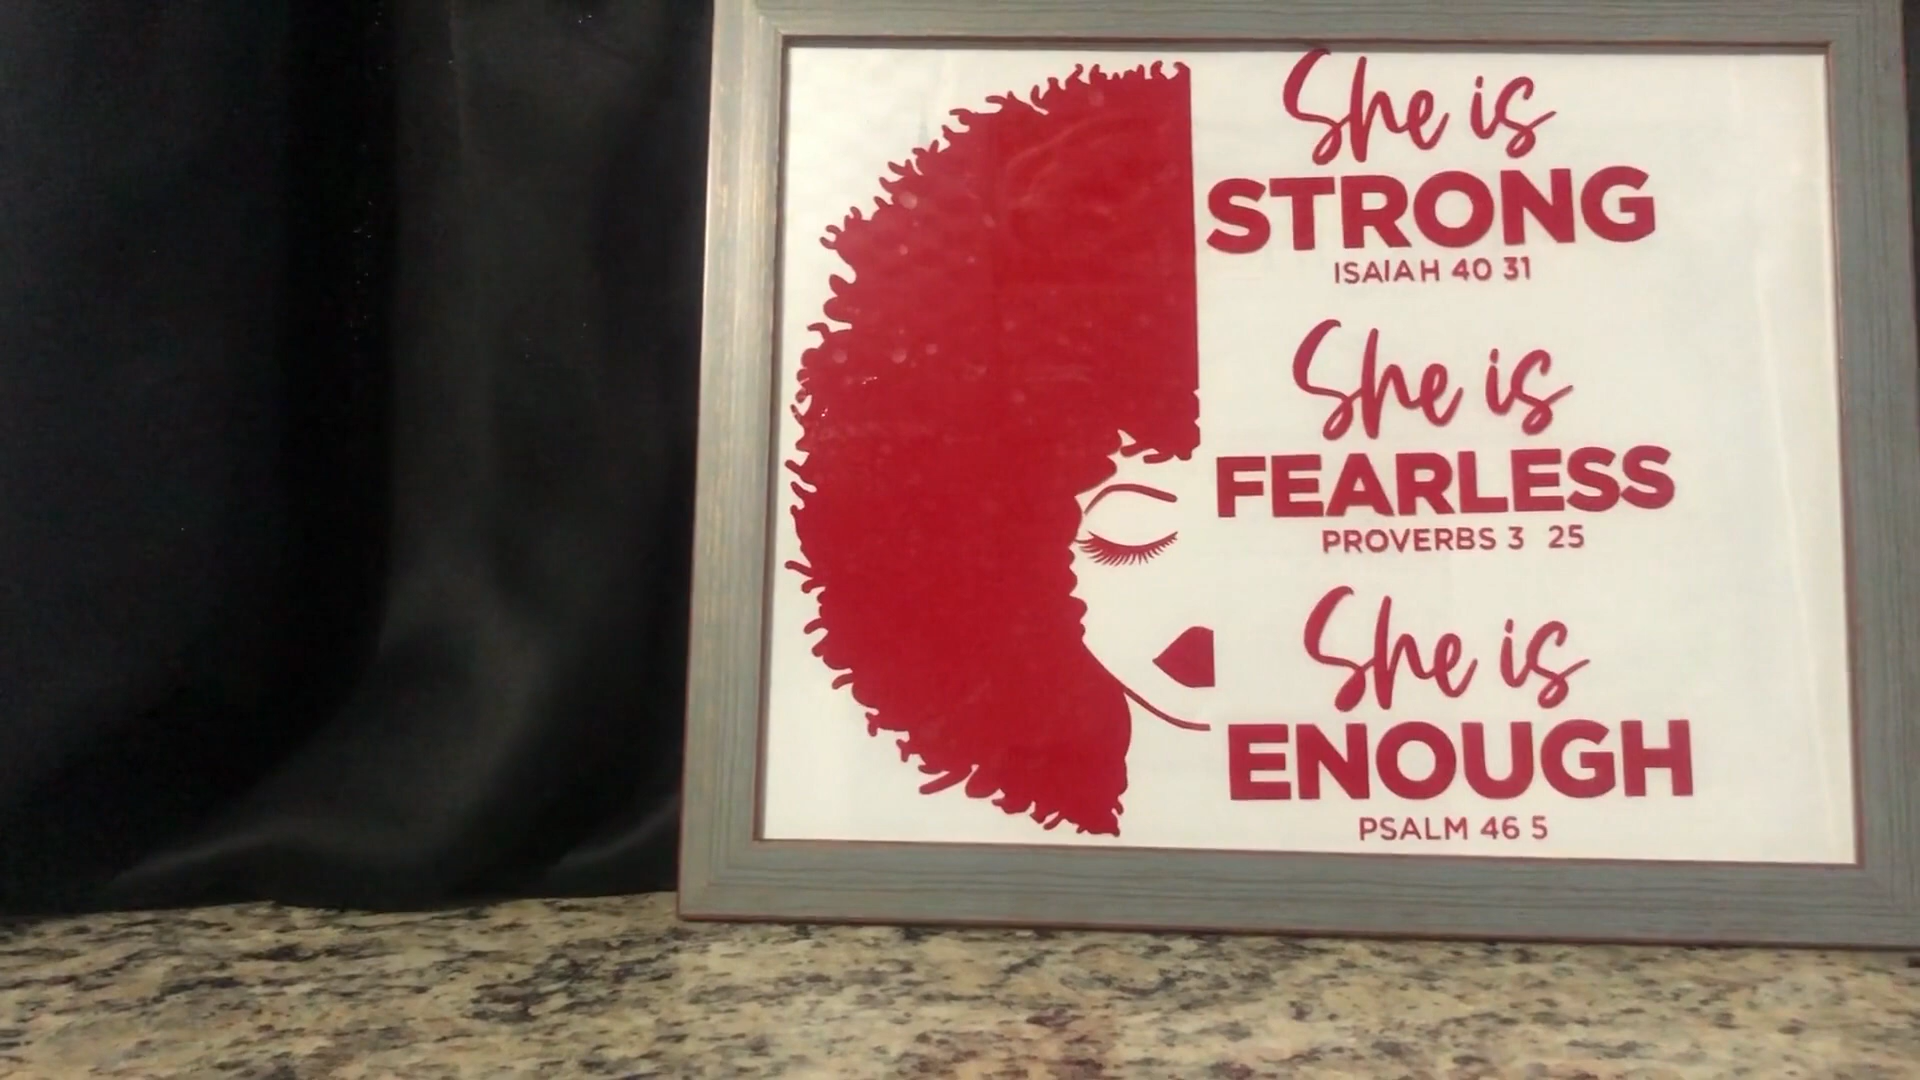 She is
STRONG
ISAIAH 40 31
She is
FEARLESS
PROVERBS 3 25
She is
ENOUGH
PSALM 46 5